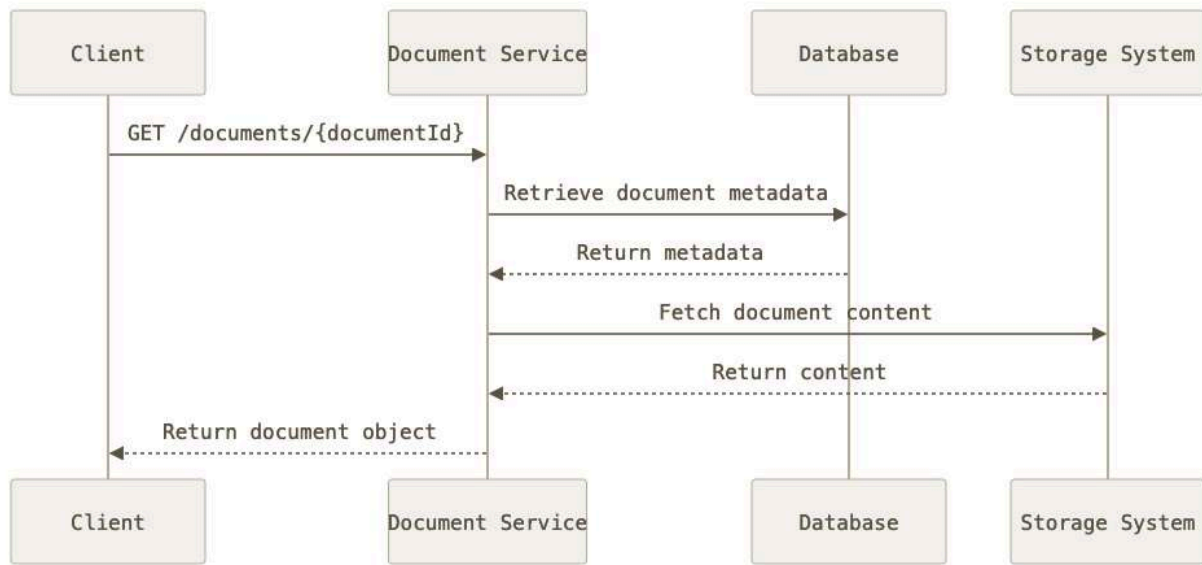 Client
Document Service
Database
Storage System
GET /documents/{documentId}
Retrieve document metadata
Return metadata
Fetch document content
Return content
Return document object
Client
Document Service
Database
Storage System